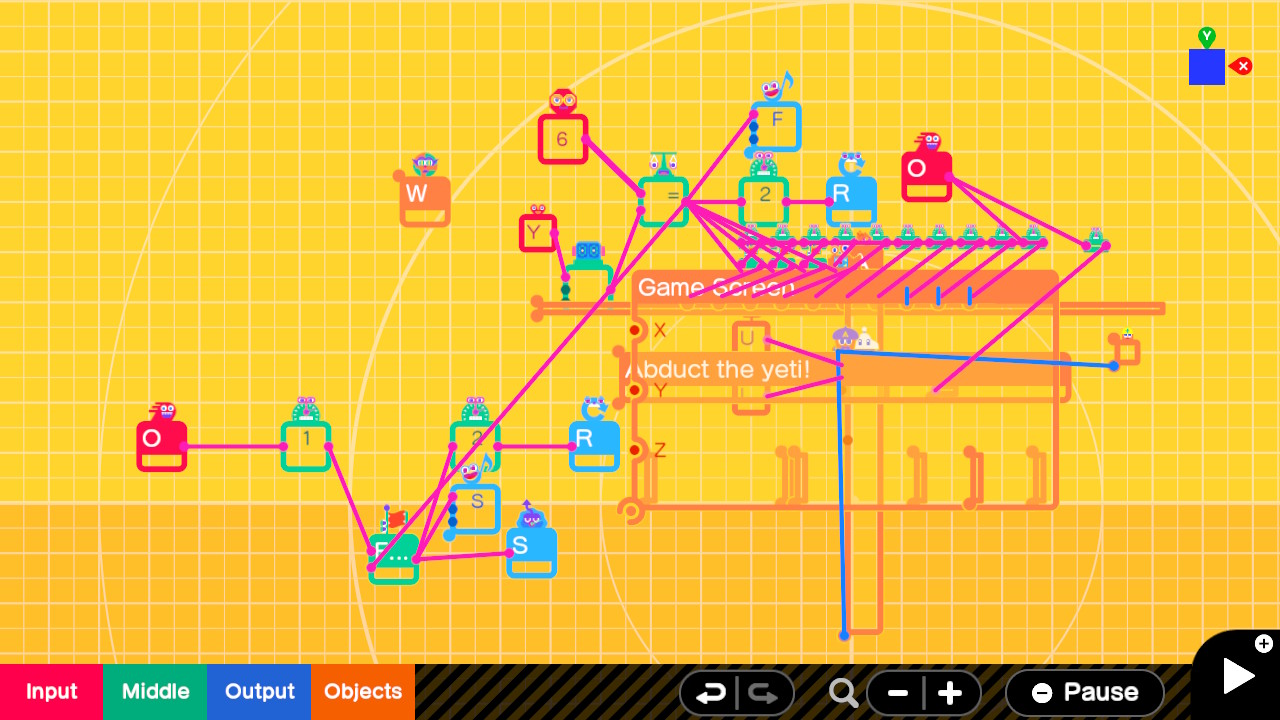 Y
X
F
6
W
=
2
R
O
Y
Game Screen
X
U
Abduct the yeti!
Y
O
1
2
R
Z
S
F...
S
Input
Middle
Output
Objects
Pause